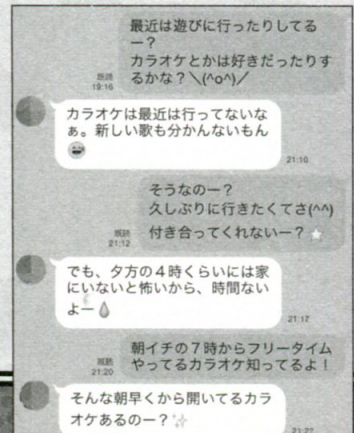 最近は遊びに行ったりしてる
ー?
カラオケとかは好きだったりす
るかな?\(^o^)/
既読
19:16
カラオケは最近は行ってないな
ぁ。新しい歌も分かんないもん
21:10
そうなのー?
久しぶりに行きたくてさ(^^)
付き合ってくれないー?
既読
21:12
でも、夕方の4時くらいには家
にいないと怖いから、時間ない
よー
21:17
朝イチの7時からフリータイム
やってるカラオケ知ってるよ!
既読
21:20
そんな朝早くから開いてるカラ
オケあるのー?
21:22